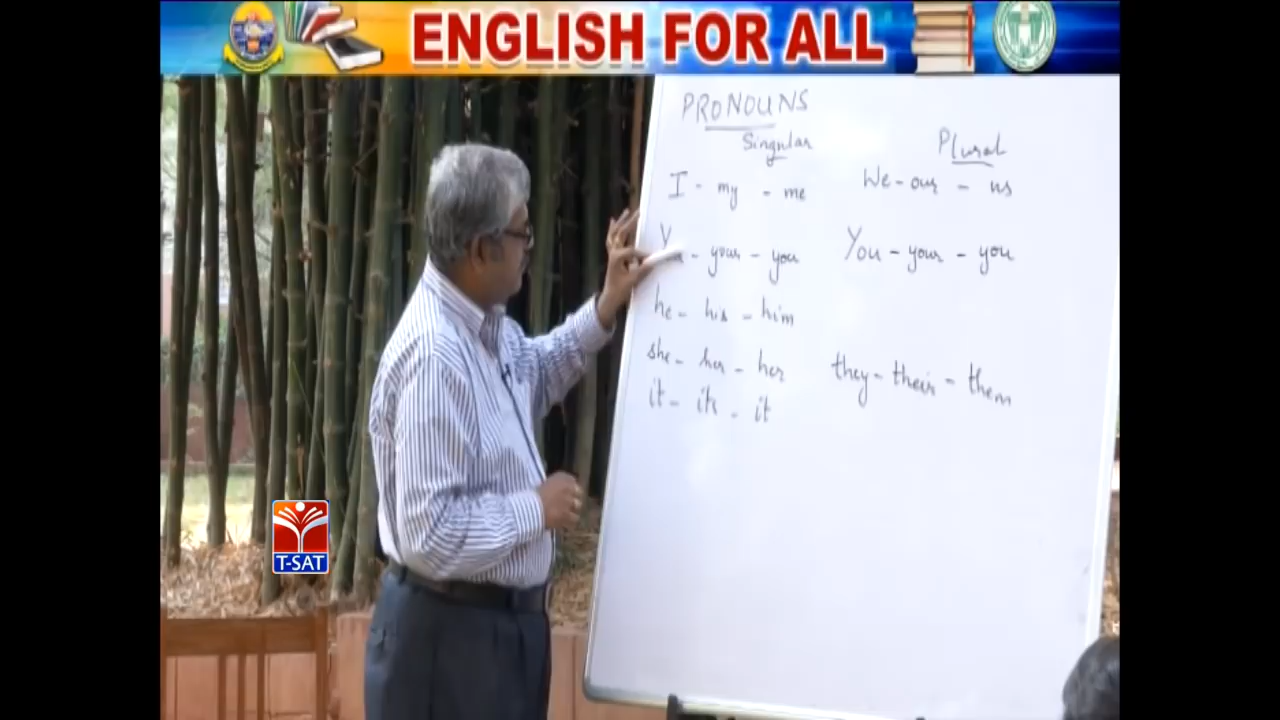 ENGLISH FOR ALL
PRONOUNS
Singular Plural
I - my - me We - our - us
- your - you You - your - you
he - his - him
she - her - her they - their - them
it - its - it
T-SAT